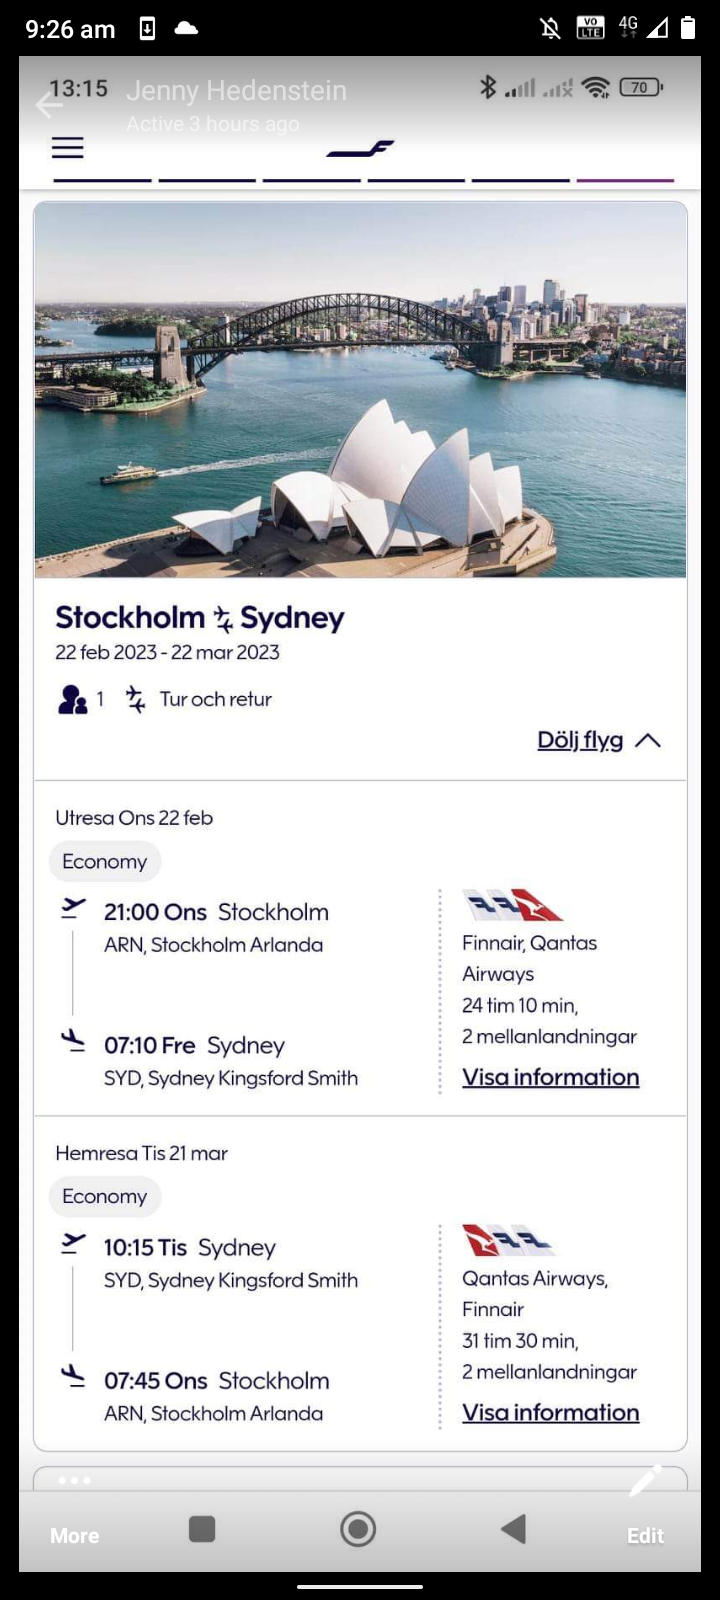 9:26 am
VO LTE
4G
13:15
Jenny Hedenstein
70
Active 3 hours ago
Stockholm Sydney
22 feb 2023 - 22 mar 2023
1 Tur och retur
Dölj flyg
Utresa Ons 22 feb
Economy
21:00 Ons Stockholm
ARN, Stockholm Arlanda
07:10 Fre Sydney
SYD, Sydney Kingsford Smith
Finnair, Qantas
Airways
24 tim 10 min,
2 mellanlandningar
Visa information
Hemresa Tis 21 mar
Economy
10:15 Tis Sydney
SYD, Sydney Kingsford Smith
07:45 Ons Stockholm
ARN, Stockholm Arlanda
Qantas Airways,
Finnair
31 tim 30 min,
2 mellanlandningar
Visa information
More
Edit